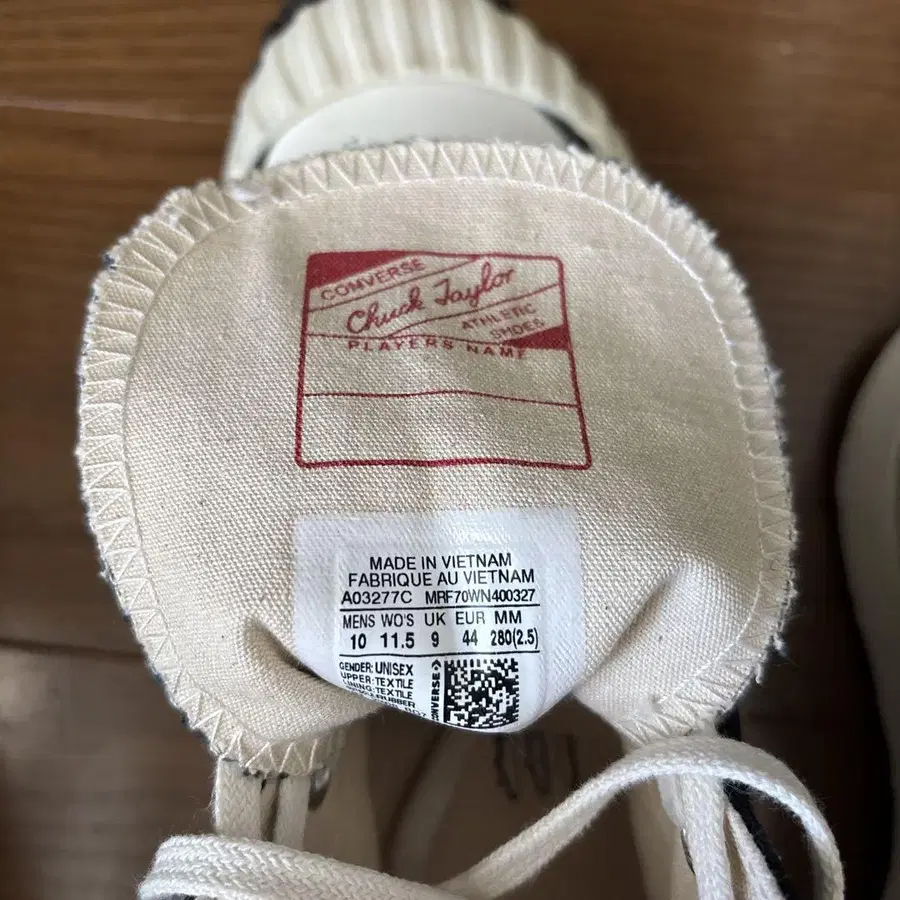 CONVERSE
Chuck Taylor
ATHLETIC
SHOES
PLAYERS NAME
MADE IN VIETNAM
FABRIQUE AU VIETNAM
A03277C MRF70WN400327
MENS WO'S UK EUR MM
10 11.5 9 44 280(2.5)
GENDER: UNISEX
UPPER: TEXTILE
LINING: TEXTILE
RUBBER
CONVERSE